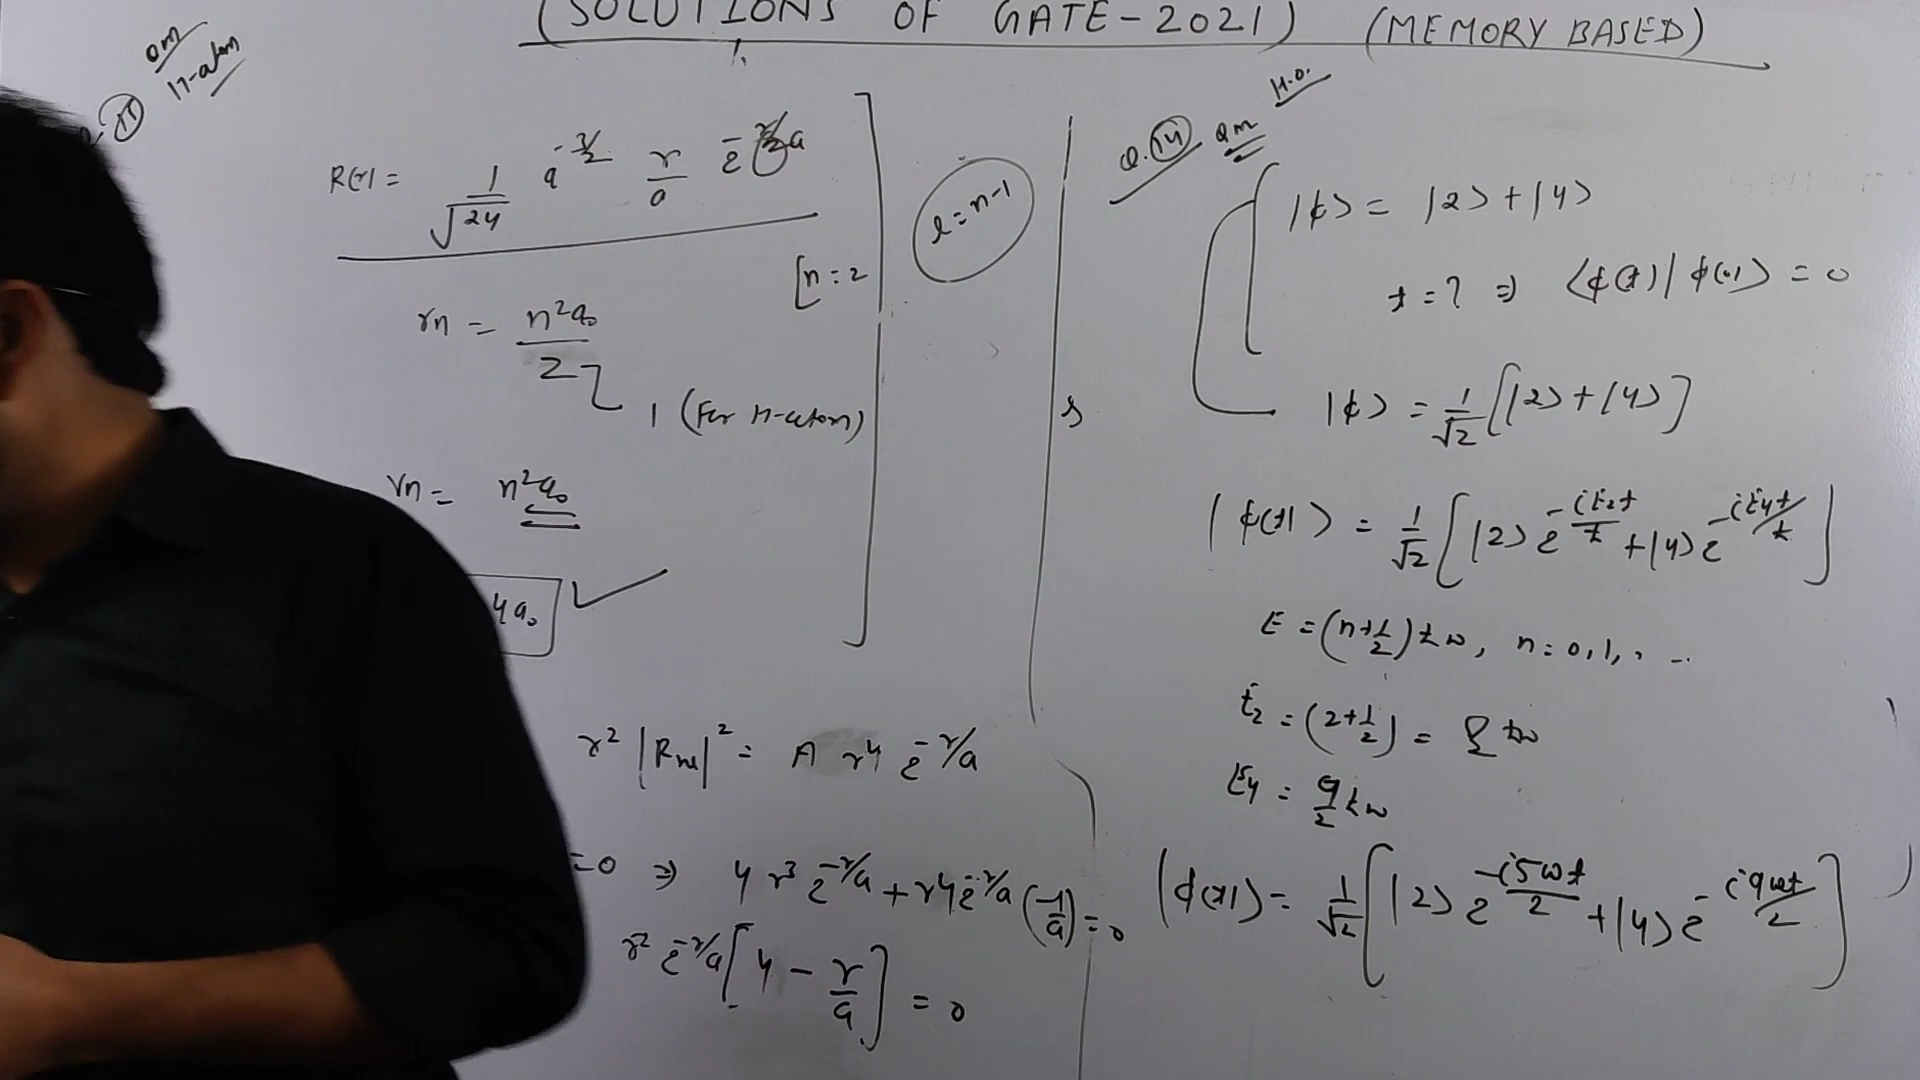 (SOLUTIONS OF GATE-2021) (MEMORY BASED)
QM
H-atom
R(r) = 1/√24 a^{-3/2} r/a e^{-r/2a}
[n=2
l = n-1
rn = n²a₀/Z
1 (For H-atom)
rn = n²a₀
4a₀
r² |Rnl|² = A r⁴ e^{-r/a}
=0 ⇒ 4r³ e^{-r/a} + r⁴ e^{-r/a} (-1/a) = 0
r³ e^{-r/a} [4 - r/a] = 0
Q.14 QM H.O.
|ϕ> = |2> + |4>
t = ? ⇒ <ϕ(t)|ϕ(0)> = 0
|ϕ> = 1/√2 [|2> + |4>]
|ϕ(t)> = 1/√2 [|2> e^{-iE₂t/ħ} + |4> e^{-iE₄t/ħ}]
E = (n+1/2)ħω, n = 0, 1, , ...
E₂ = (2+1/2) = 5/2 ħω
E₄ = 9/2 ħω
|ϕ(t)> = 1/√2 [|2> e^{-i5ωt/2} + |4> e^{-i9ωt/2}]